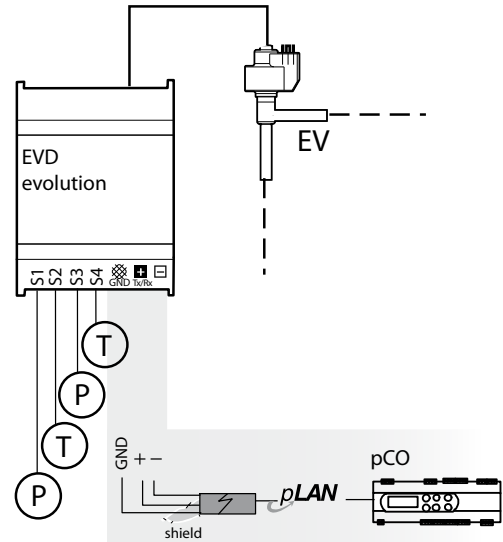 EV
EVD
evolution
S1
S2
S3
S4
GND
Tx/Rx
+
−
T
P
T
P
GND
+
−
shield
pLAN
pCO